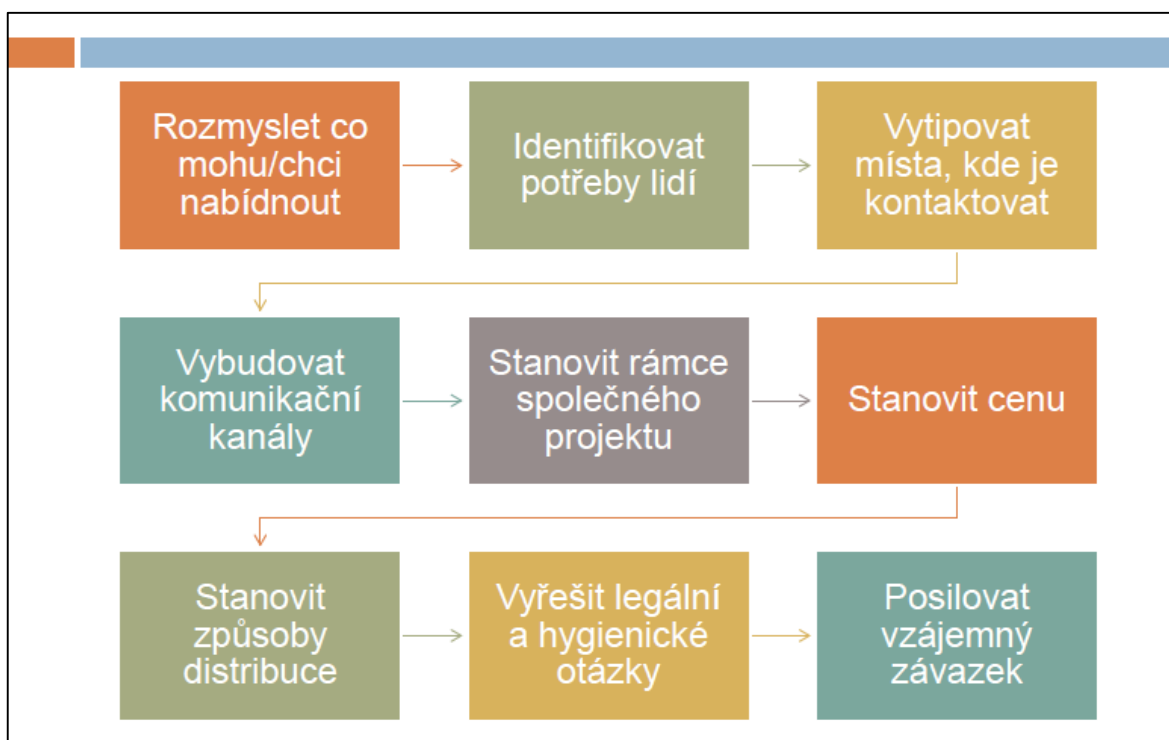 Rozmyslet co
mohu/chci
nabídnout
Identifikovat
potřeby lidí
Vytipovat
místa, kde je
kontaktovat
Vybudovat
komunikační
kanály
Stanovit rámce
společného
projektu
Stanovit cenu
Stanovit
způsoby
distribuce
Vyřešit legální
a hygienické
otázky
Posilovat
vzájemný
závazek